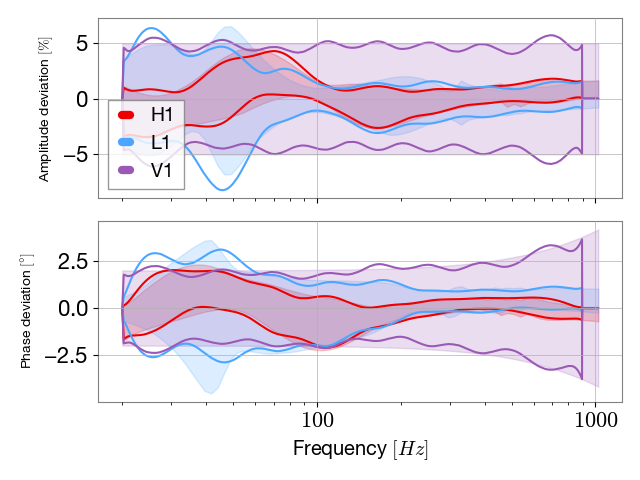 Amplitude deviation [%]
5
0
−5
H1
L1
V1
Phase deviation [°]
2.5
0.0
−2.5
100
1000
Frequency [Hz]